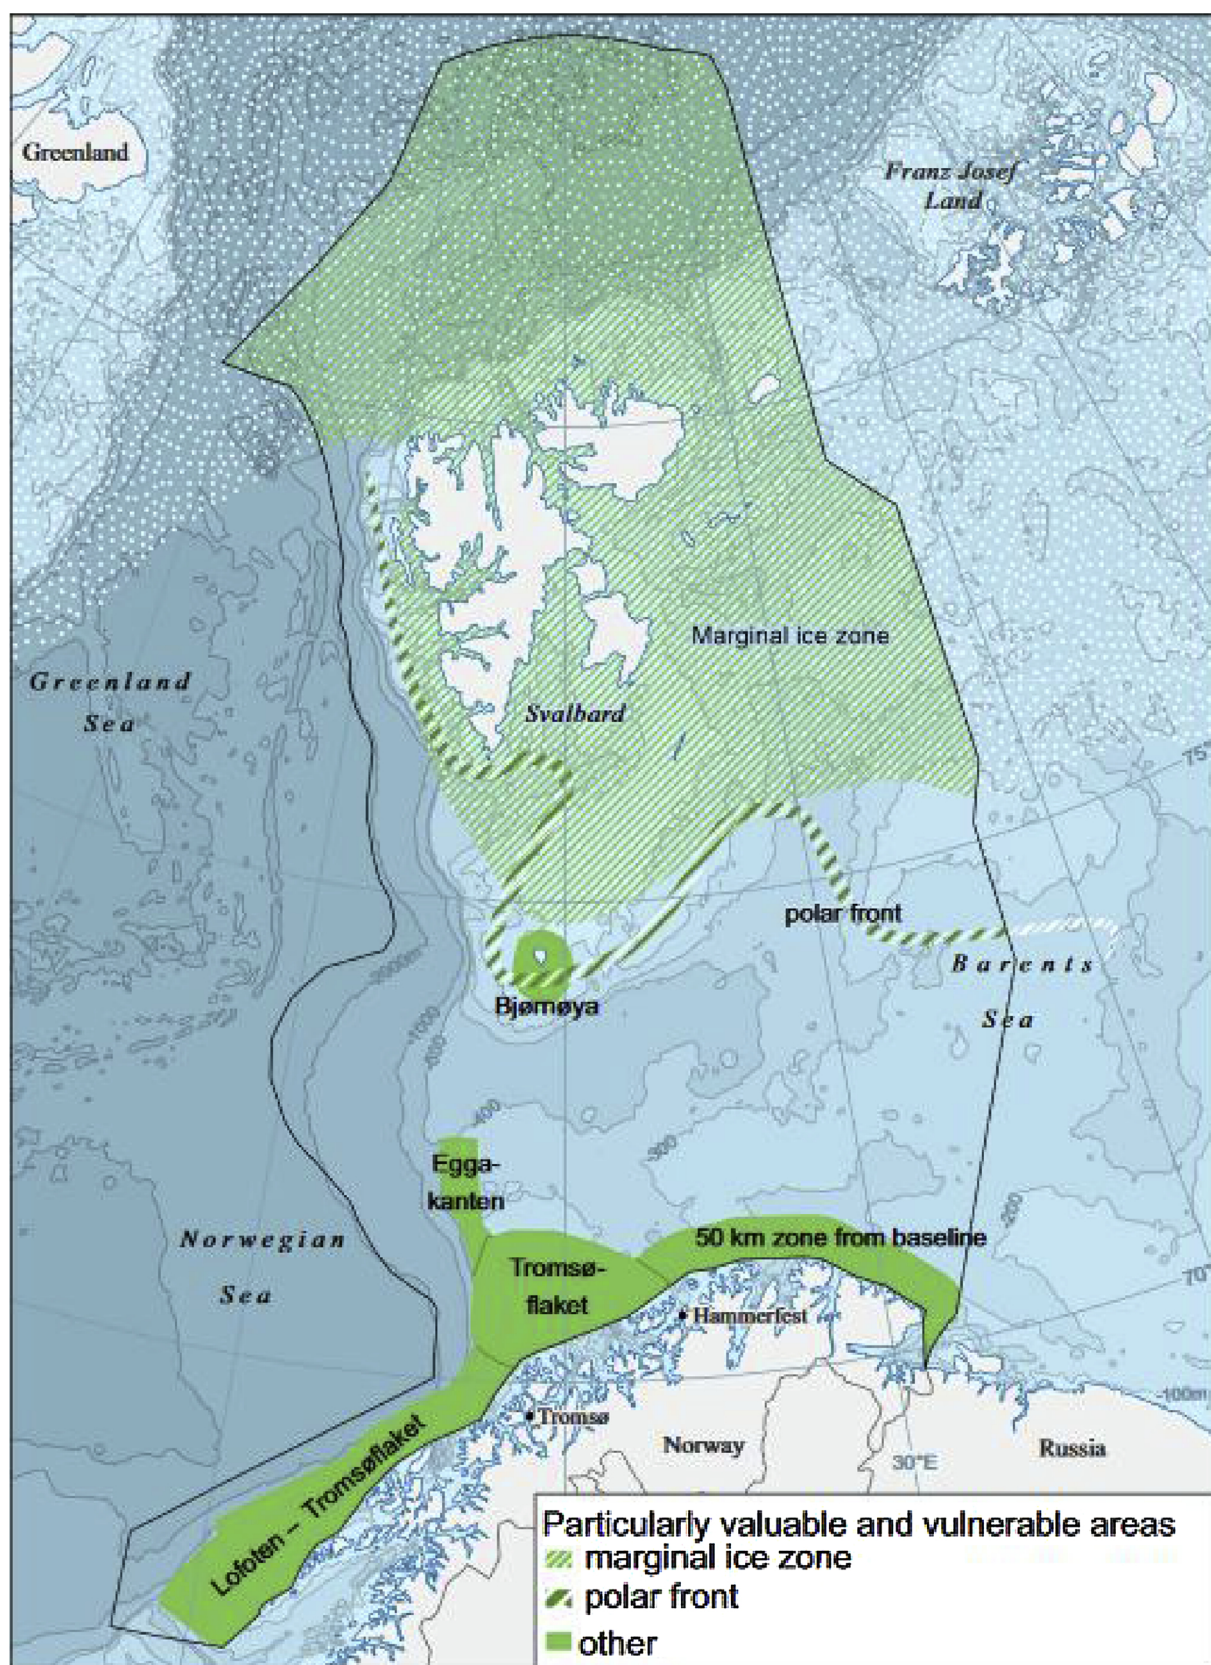 Greenland
Franz Josef
Land
Marginal ice zone
Greenland
Sea
Svalbard
75°
polar front
Barents
Sea
Bjørnøya
-2000m
-1000
-400
-400
-300
-200
Egga-
kanten
Norwegian
Sea
50 km zone from baseline
Tromsø-
flaket
70°
Hammerfest
-100m
Tromsø
Lofoten – Tromsøflaket
Norway
Russia
30°E
Particularly valuable and vulnerable areas
marginal ice zone
polar front
other